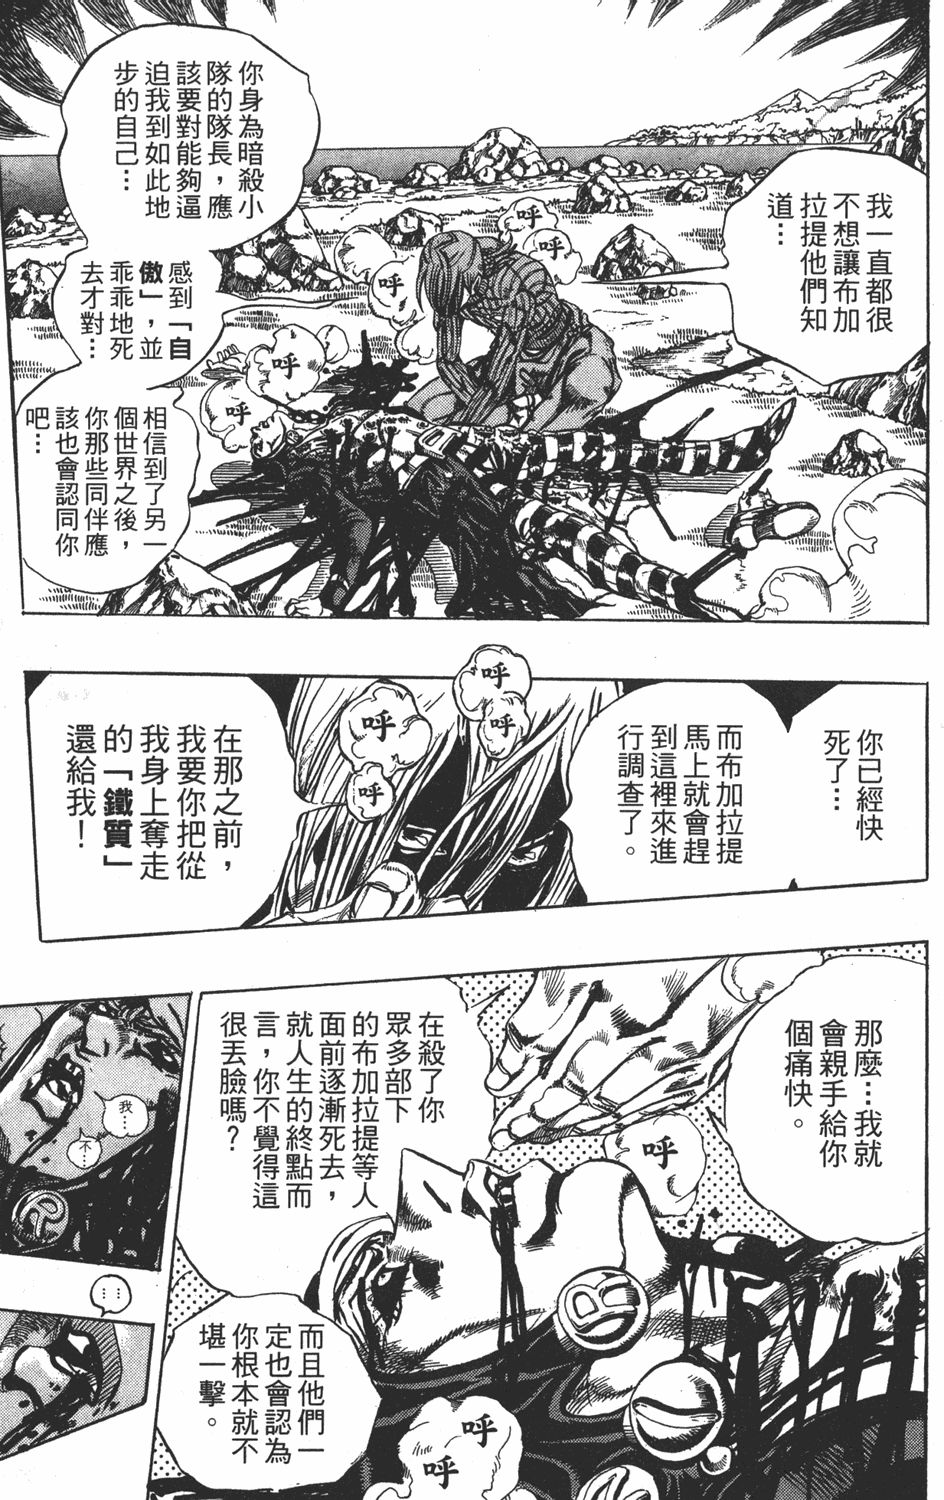 我一直都很
不想讓布加
拉提他們知
道…
你身為暗殺小
隊的隊長，應
該要對能夠逼
迫我到如此地
步的自己…
感到「自
傲」，並
乖乖地死
去才對…
相信到了另一
個世界之後，
你那些同伴應
該也會認同你
吧…
呼
呼
呼
呼
呼
你已經快
死了…
而布加拉提
馬上就會趕
到這裡來進
行調查了。
呼
呼
呼
呼
在那之前，
我要你把從
我身上奪走
的「鐵質」
還給我！
那麼…我就
會親手給你
個痛快。
呼
在殺了你
眾多部下
的布加拉提等人
面前逐漸死去，
就人生的終點而
言，你不覺得這
很丟臉嗎？
而且他們一
定也會認為
你根本就不
堪一擊。
呼
呼
我…
不…
……